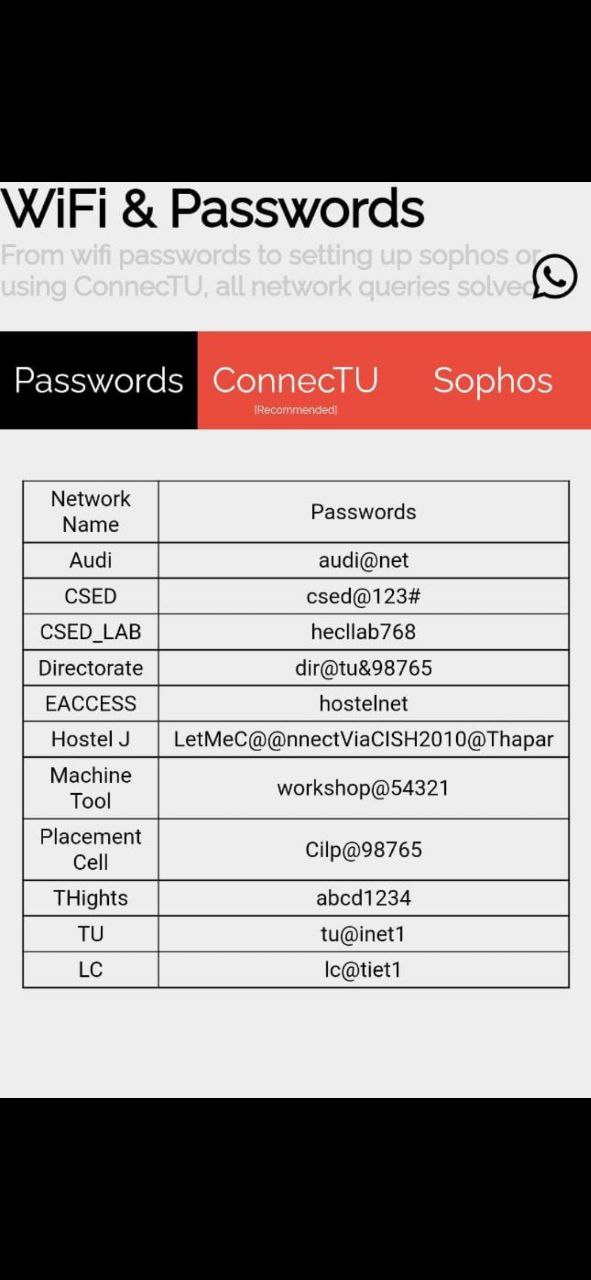 WiFi & Passwords
From wifi passwords to setting up sophos or
using ConnecTU, all network queries solved
Passwords
ConnecTU
[Recommended]
Sophos
Network
Name
Passwords
Audi
audi@net
CSED
csed@123#
CSED_LAB
hecllab768
Directorate
dir@tu&98765
EACCESS
hostelnet
Hostel J
LetMeC@@nnectViaCISH2010@Thapar
Machine
Tool
workshop@54321
Placement
Cell
Cilp@98765
THights
abcd1234
TU
tu@inet1
LC
lc@tiet1